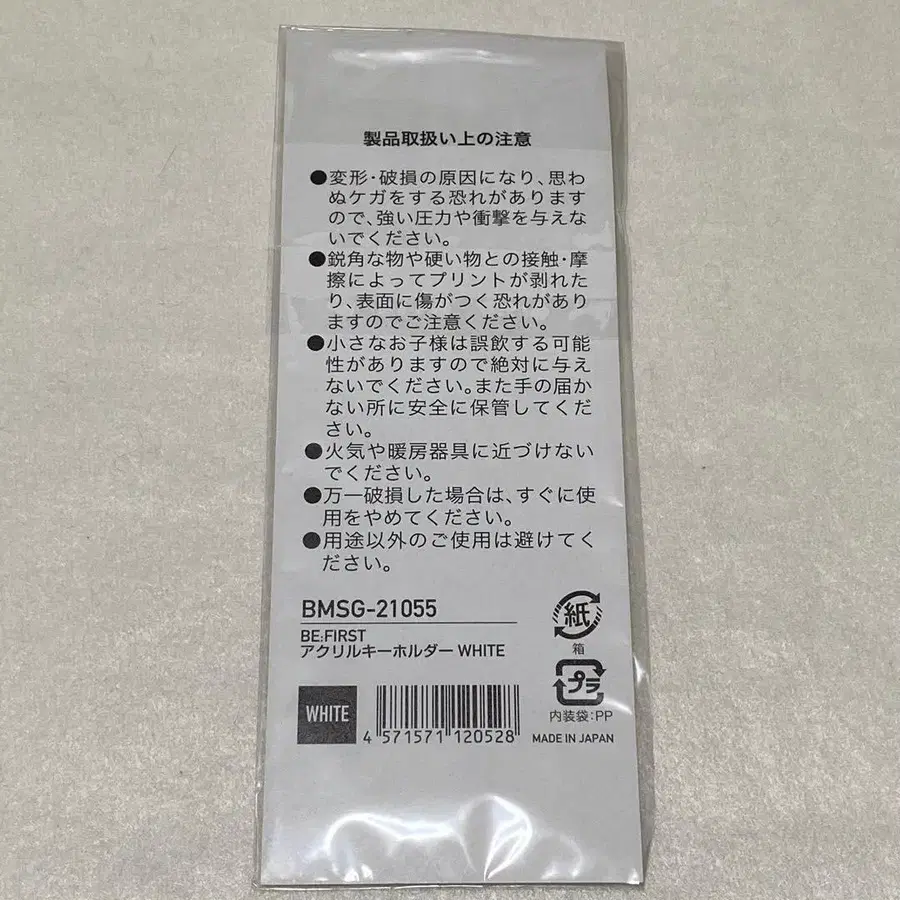 製品取扱い上の注意
●変形・破損の原因になり、思わ
ぬケガをする恐れがあります
ので、強い圧力や衝撃を与えな
いでください。
●鋭角な物や硬い物との接触・摩
擦によってプリントが剥れた
り、表面に傷がつく恐れがあり
ますのでご注意ください。
●小さなお子様は誤飲する可能
性がありますので絶対に与え
ないでください。また手の届か
ない所に安全に保管してくだ
さい。
●火気や暖房器具に近づけない
でください。
●万一破損した場合は、すぐに使
用をやめてください。
●用途以外のご使用は避けてく
ださい。
BMSG-21055
BE:FIRST
アクリルキーホルダー WHITE
WHITE
4 571571 120528
紙
箱
プラ
内装袋:PP
MADE IN JAPAN